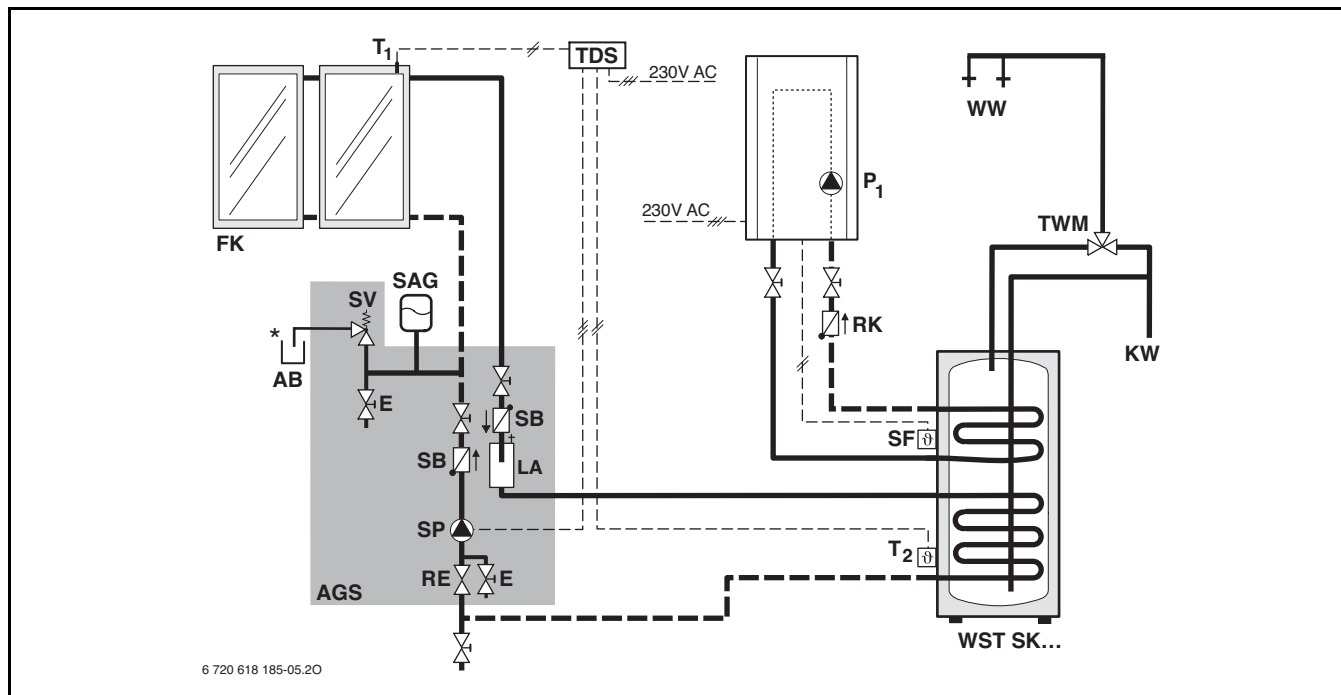 T1
TDS
230V AC
WW
P1
230V AC
TWM
FK
SAG
SV
RK
*
KW
AB
E
SB
SF
SB
LA
SP
T2
RE
E
AGS
WST SK...
6 720 618 185-05.2O